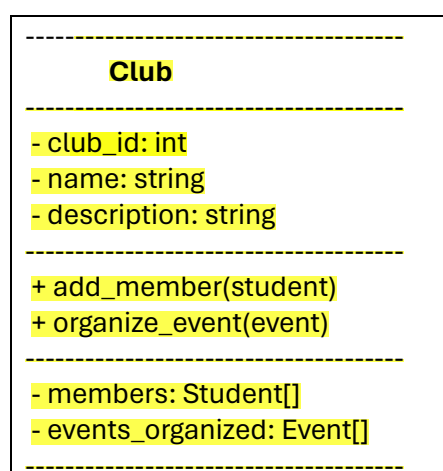 --------------------------------------
Club
--------------------------------------
- club_id: int
- name: string
- description: string
--------------------------------------
+ add_member(student)
+ organize_event(event)
--------------------------------------
- members: Student[]
- events_organized: Event[]
--------------------------------------